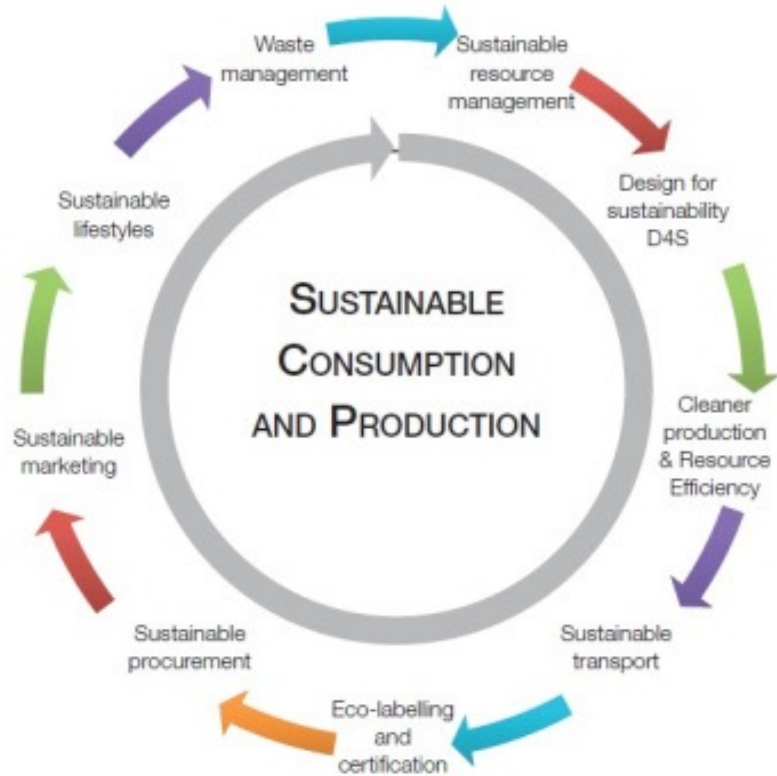 Waste
management
Sustainable
resource
management
Design for
sustainability
D4S
Cleaner
production
& Resource
Efficiency
Sustainable
transport
Eco-labelling
and
certification
Sustainable
procurement
Sustainable
marketing
Sustainable
lifestyles
SUSTAINABLE
CONSUMPTION
AND PRODUCTION